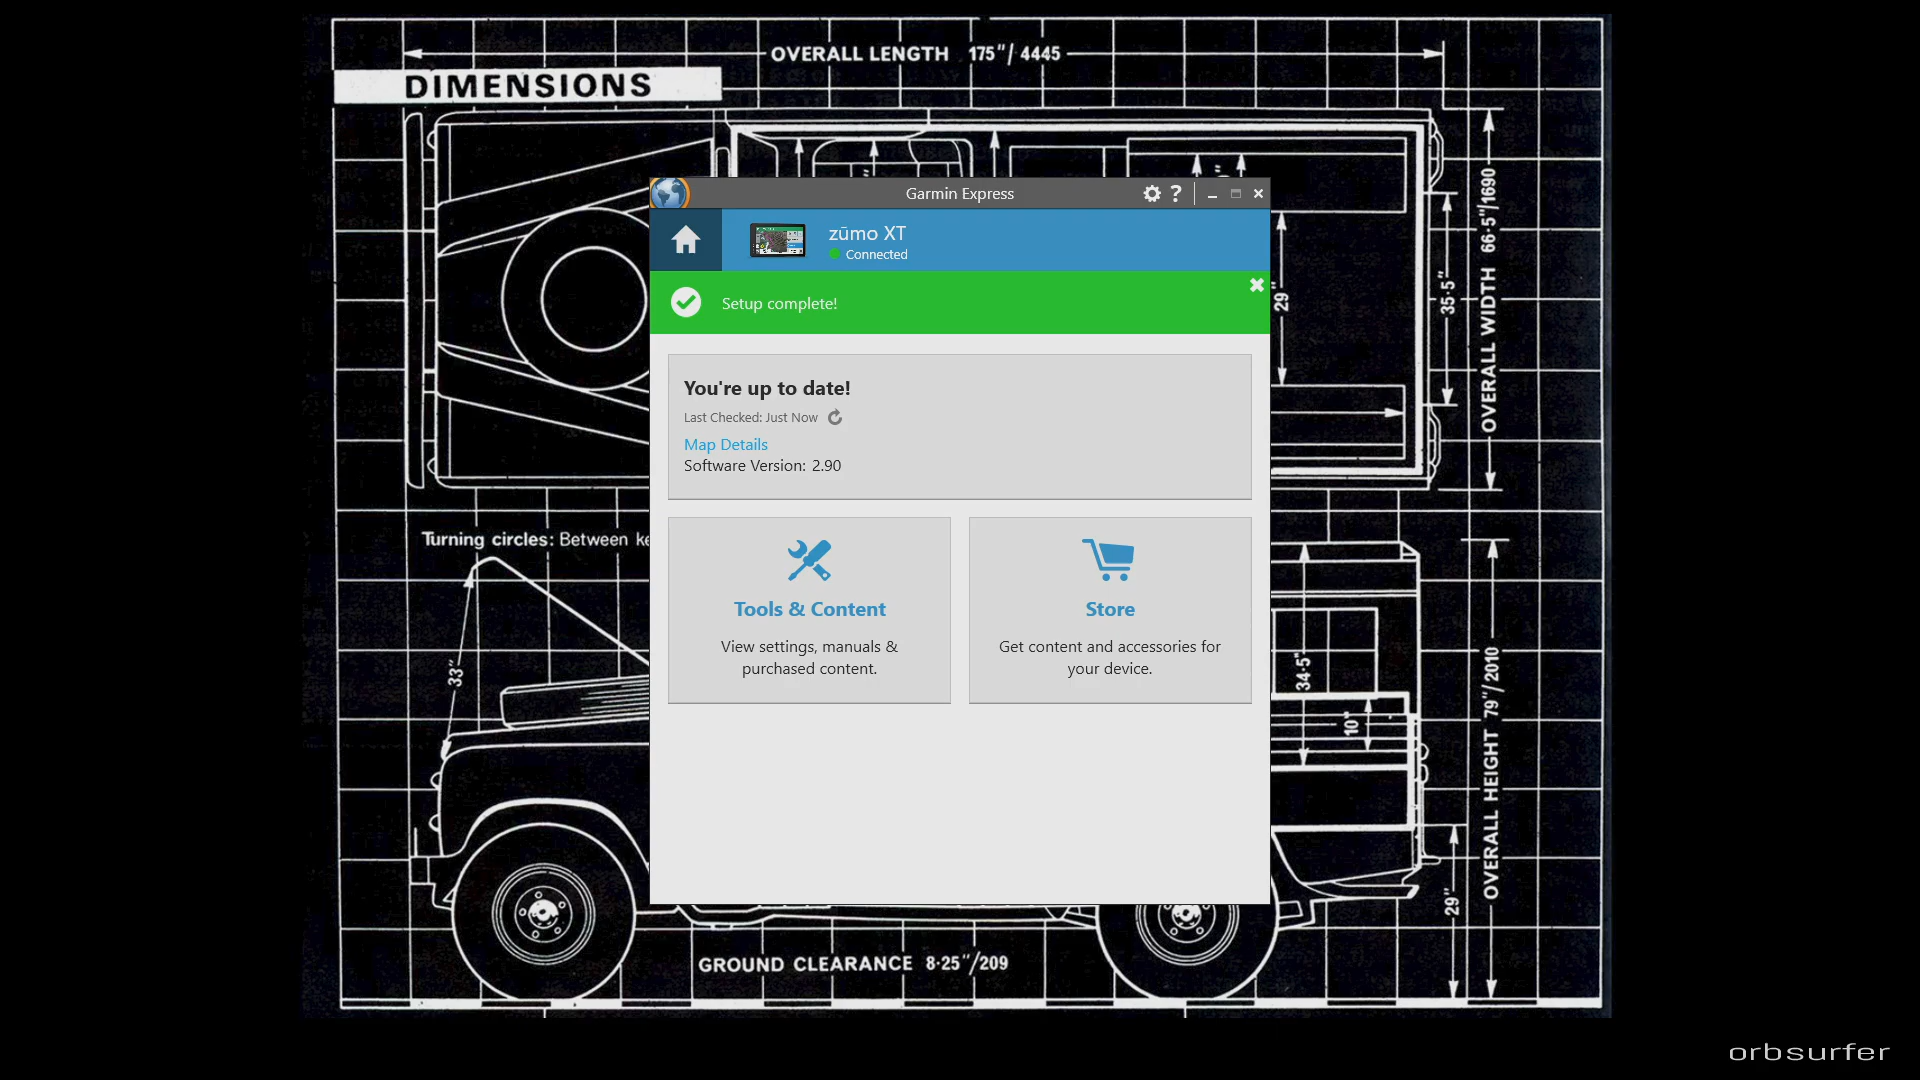 OVERALL LENGTH 175"/4445
DIMENSIONS
Garmin Express
?
zūmo XT
Connected
Setup complete!
You're up to date!
Last Checked: Just Now
Map Details
Software Version: 2.90
Tools & Content
View settings, manuals &
purchased content.
Store
Get content and accessories for
your device.
29"
35·5"
OVERALL WIDTH 66·5"/1690
Turning circles: Between
33"
34·5"
10"
OVERALL HEIGHT 79"/2010
29"
GROUND CLEARANCE 8·25"/209
orbsurfer